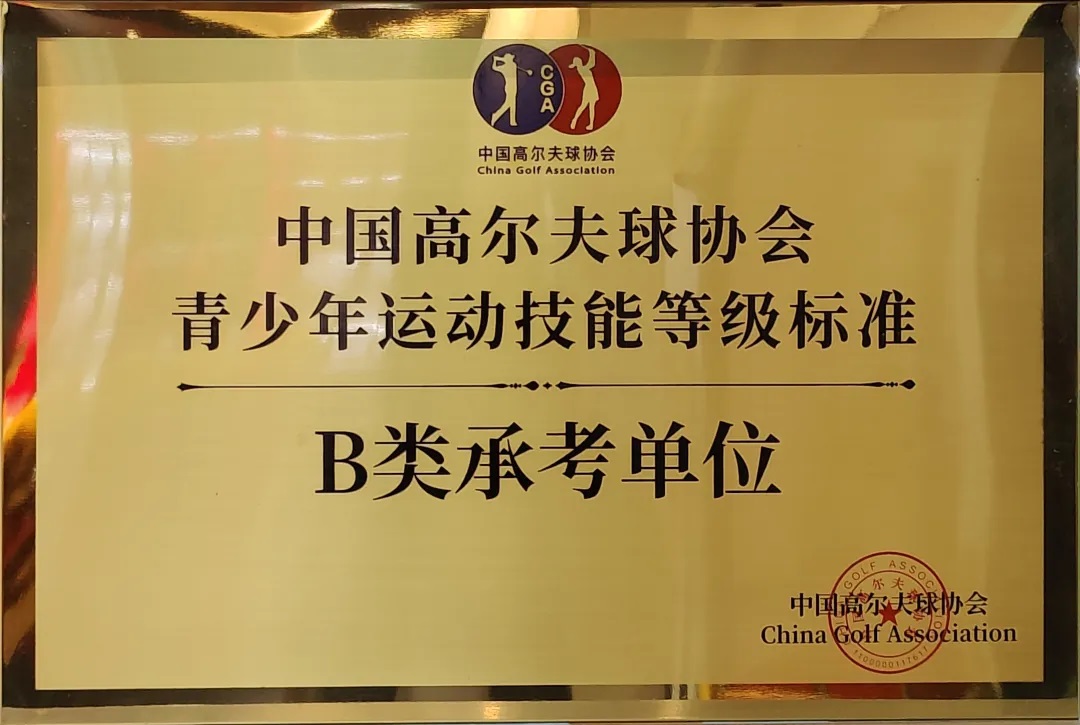 CGA
中国高尔夫球协会
China Golf Association
中国高尔夫球协会
青少年运动技能等级标准
B类承考单位
中国高尔夫球协会
China Golf Association
1100000117617